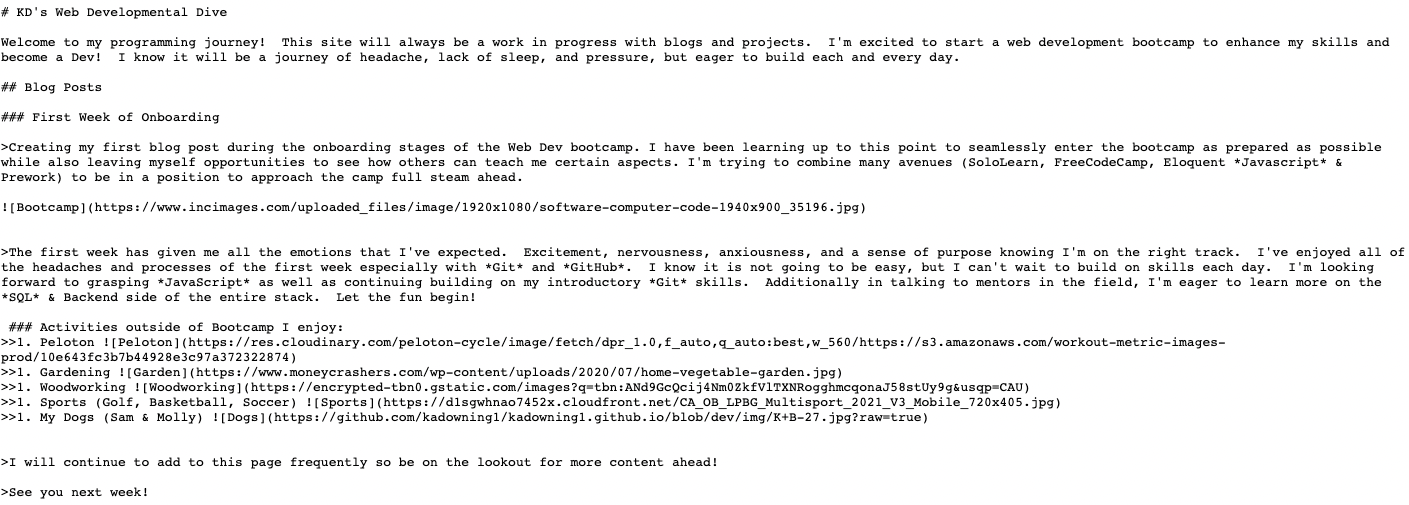 # KD's Web Developmental Dive
Welcome to my programming journey!  This site will always be a work in progress with blogs and projects.  I'm excited to start a web development bootcamp to enhance my skills and
become a Dev!  I know it will be a journey of headache, lack of sleep, and pressure, but eager to build each and every day.
## Blog Posts
### First Week of Onboarding
>Creating my first blog post during the onboarding stages of the Web Dev bootcamp. I have been learning up to this point to seamlessly enter the bootcamp as prepared as possible
while also leaving myself opportunities to see how others can teach me certain aspects. I'm trying to combine many avenues (SoloLearn, FreeCodeCamp, Eloquent *Javascript* &
Prework) to be in a position to approach the camp full steam ahead.
![Bootcamp](https://www.incimages.com/uploaded_files/image/1920x1080/software-computer-code-1940x900_35196.jpg)
>The first week has given me all the emotions that I've expected.  Excitement, nervousness, anxiousness, and a sense of purpose knowing I'm on the right track.  I've enjoyed all of
the headaches and processes of the first week especially with *Git* and *GitHub*.  I know it is not going to be easy, but I can't wait to build on skills each day.  I'm looking
forward to grasping *JavaScript* as well as continuing building on my introductory *Git* skills.  Additionally in talking to mentors in the field, I'm eager to learn more on the
*SQL* & Backend side of the entire stack.  Let the fun begin!
### Activities outside of Bootcamp I enjoy:
>>1. Peloton ![Peloton](https://res.cloudinary.com/peloton-cycle/image/fetch/dpr_1.0,f_auto,q_auto:best,w_560/https://s3.amazonaws.com/workout-metric-images-
prod/10e643fc3b7b44928e3c97a372322874)
>>1. Gardening ![Garden](https://www.moneycrashers.com/wp-content/uploads/2020/07/home-vegetable-garden.jpg)
>>1. Woodworking ![Woodworking](https://encrypted-tbn0.gstatic.com/images?q=tbn:ANd9GcQcij4Nm0ZkfVlTXNRogghmcqonaJ58stUy9g&usqp=CAU)
>>1. Sports (Golf, Basketball, Soccer) ![Sports](https://d1sgwhnao7452x.cloudfront.net/CA_OB_LPBG_Multisport_2021_V3_Mobile_720x405.jpg)
>>1. My Dogs (Sam & Molly) ![Dogs](https://github.com/kadowning1/kadowning1.github.io/blob/dev/img/K+B-27.jpg?raw=true)
>I will continue to add to this page frequently so be on the lookout for more content ahead!
>See you next week!